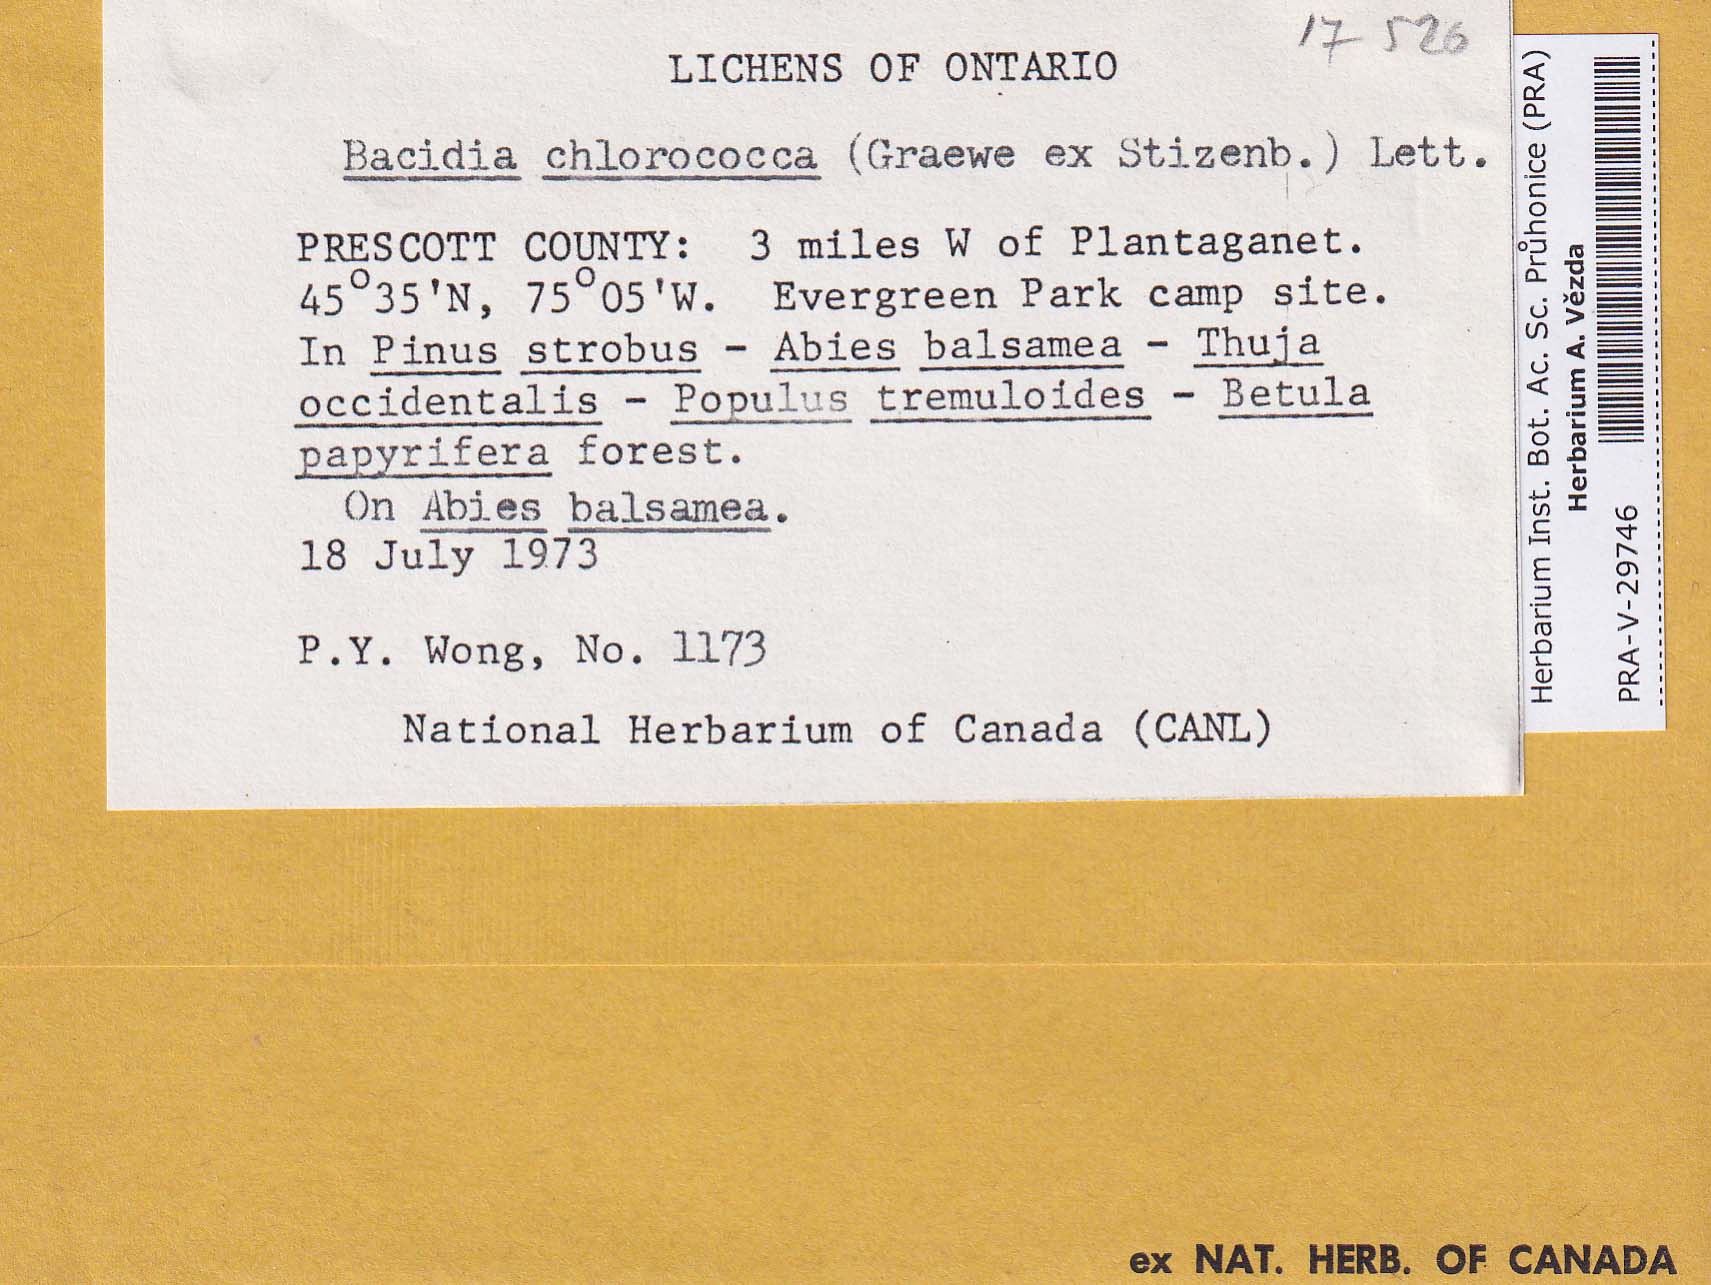 17 526
LICHENS OF ONTARIO
Bacidia chlorococca (Graewe ex Stizenb.) Lett.
PRESCOTT COUNTY: 3 miles W of Plantaganet.
45°35'N, 75°05'W. Evergreen Park camp site.
In Pinus strobus - Abies balsamea - Thuja
occidentalis - Populus tremuloides - Betula
papyrifera forest.
On Abies balsamea.
18 July 1973
P.Y. Wong, No. 1173
National Herbarium of Canada (CANL)
Herbarium Inst. Bot. Ac. Sc. Průhonice (PRA)
Herbarium A. Vězda
PRA-V-29746
ex NAT. HERB. OF CANADA